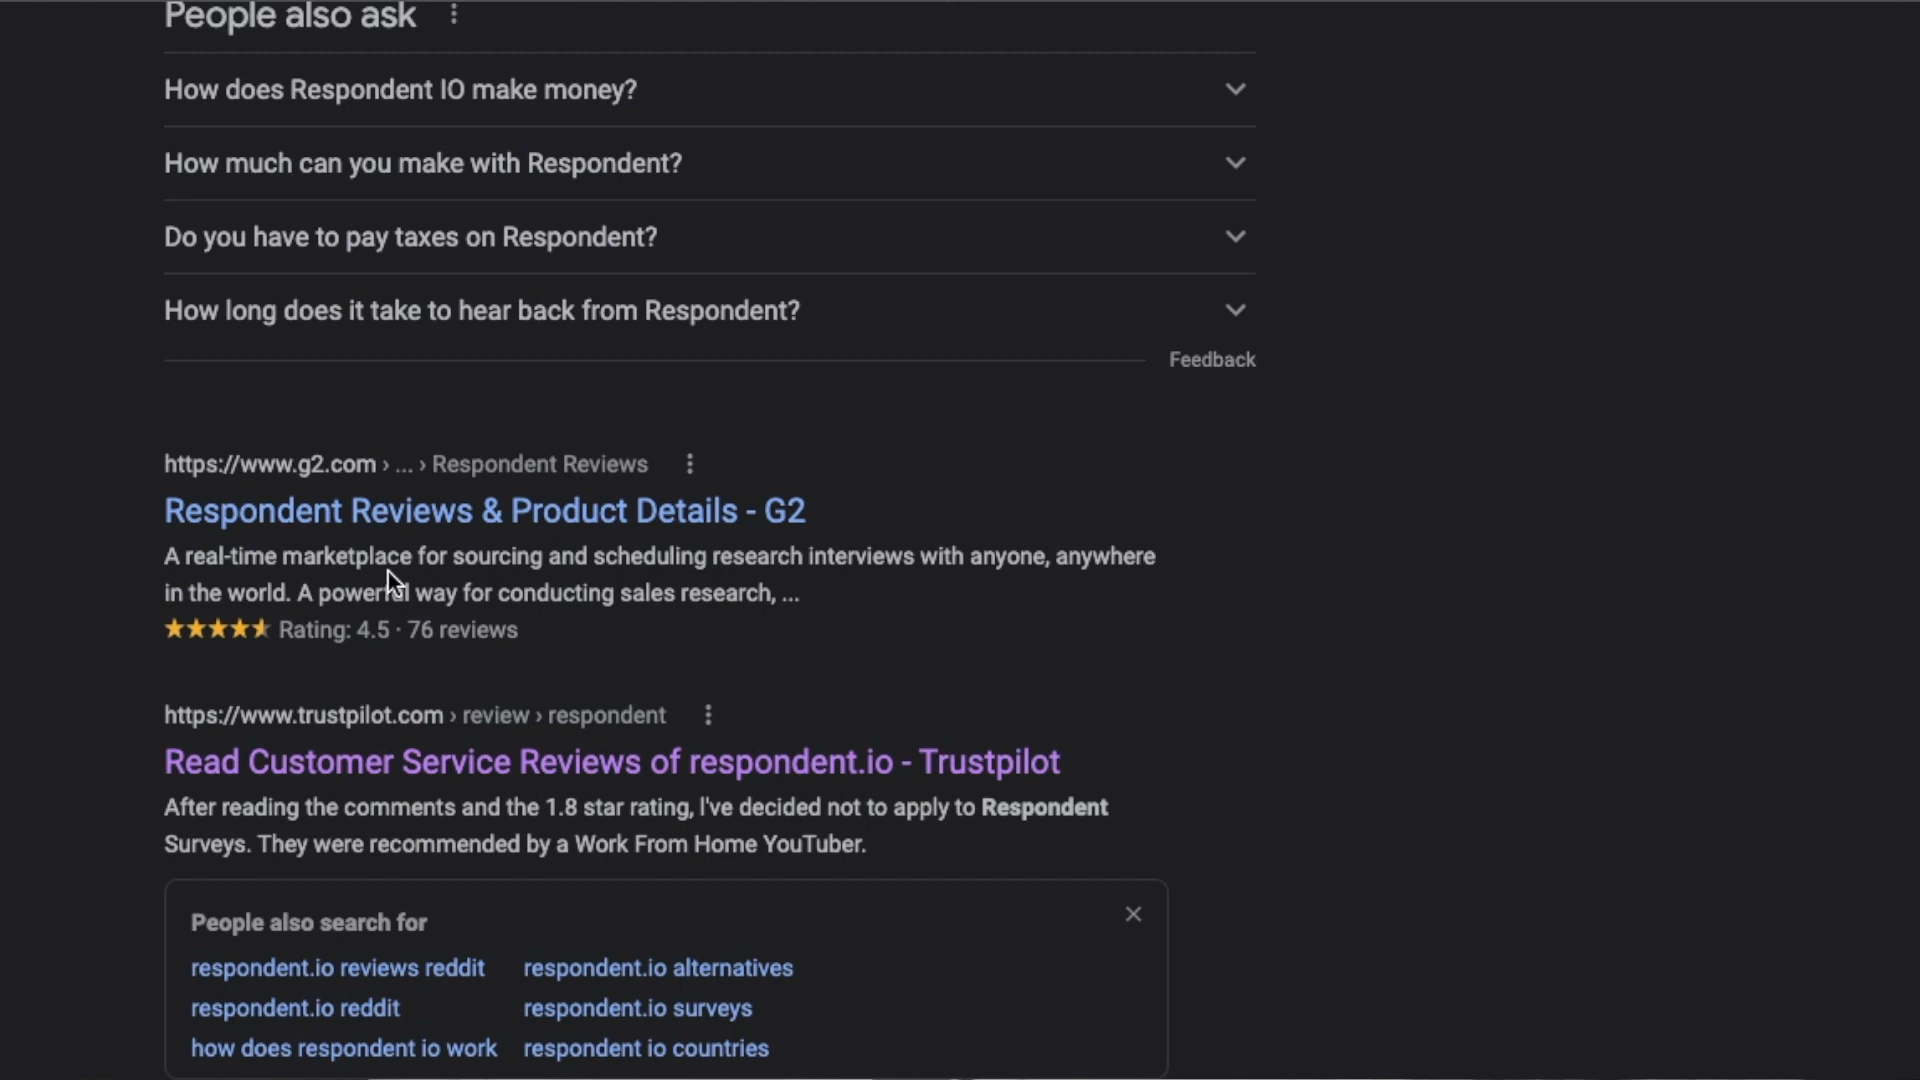 People also ask
How does Respondent IO make money?
How much can you make with Respondent?
Do you have to pay taxes on Respondent?
How long does it take to hear back from Respondent?
Feedback
https://www.g2.com › ... › Respondent Reviews
Respondent Reviews & Product Details - G2
A real-time marketplace for sourcing and scheduling research interviews with anyone, anywhere
in the world. A powerful way for conducting sales research, ...
Rating: 4.5 · 76 reviews
https://www.trustpilot.com › review › respondent
Read Customer Service Reviews of respondent.io - Trustpilot
After reading the comments and the 1.8 star rating, I've decided not to apply to Respondent
Surveys. They were recommended by a Work From Home YouTuber.
People also search for
respondent.io reviews reddit respondent.io alternatives
respondent.io reddit respondent.io surveys
how does respondent io work respondent io countries